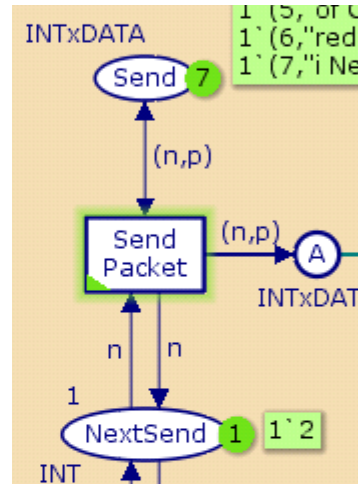 INTxDATA
1`(5,"of C
1`(6,"red
1`(7,"i Ne
Send
7
(n,p)
Send
Packet
(n,p)
A
INTxDAT
n
n
1
NextSend
1
1`2
INT